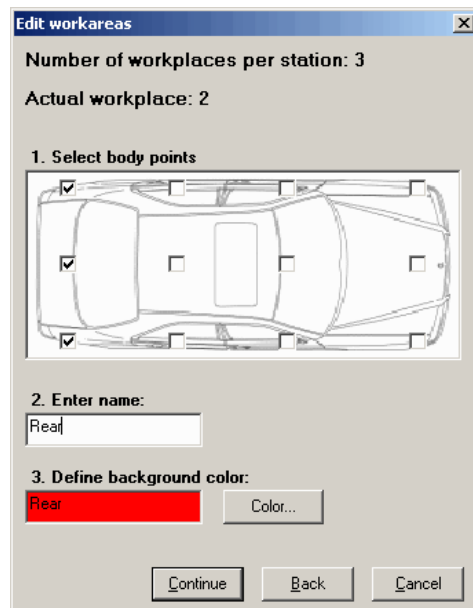 Edit workareas
Number of workplaces per station: 3
Actual workplace: 2
1. Select body points
2. Enter name:
Rear
3. Define background color:
Rear
Color...
Continue
Back
Cancel